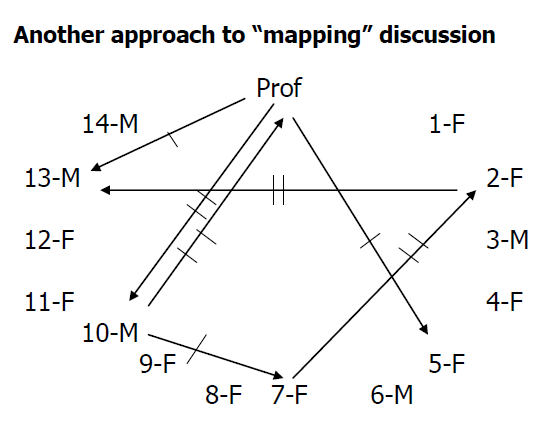 Another approach to “mapping” discussion
Prof
14-M
1-F
13-M
2-F
12-F
3-M
11-F
4-F
10-M
9-F
5-F
8-F
7-F
6-M